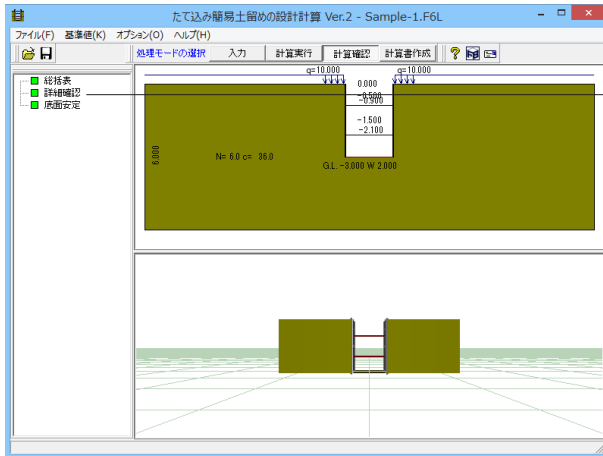 たて込み簡易土留めの設計計算 Ver.2 - Sample-1.F6L
ファイル(F) 基準値(K) オプション(O) ヘルプ(H)
処理モードの選択 入力 計算実行 計算確認 計算書作成
総括表
詳細確認
底面安定
q=10.000 q=10.000
0.000
-0.500
-0.900
-1.500
-2.100
6.000
N= 6.0 c= 36.0
G.L. -3.000 W 2.000